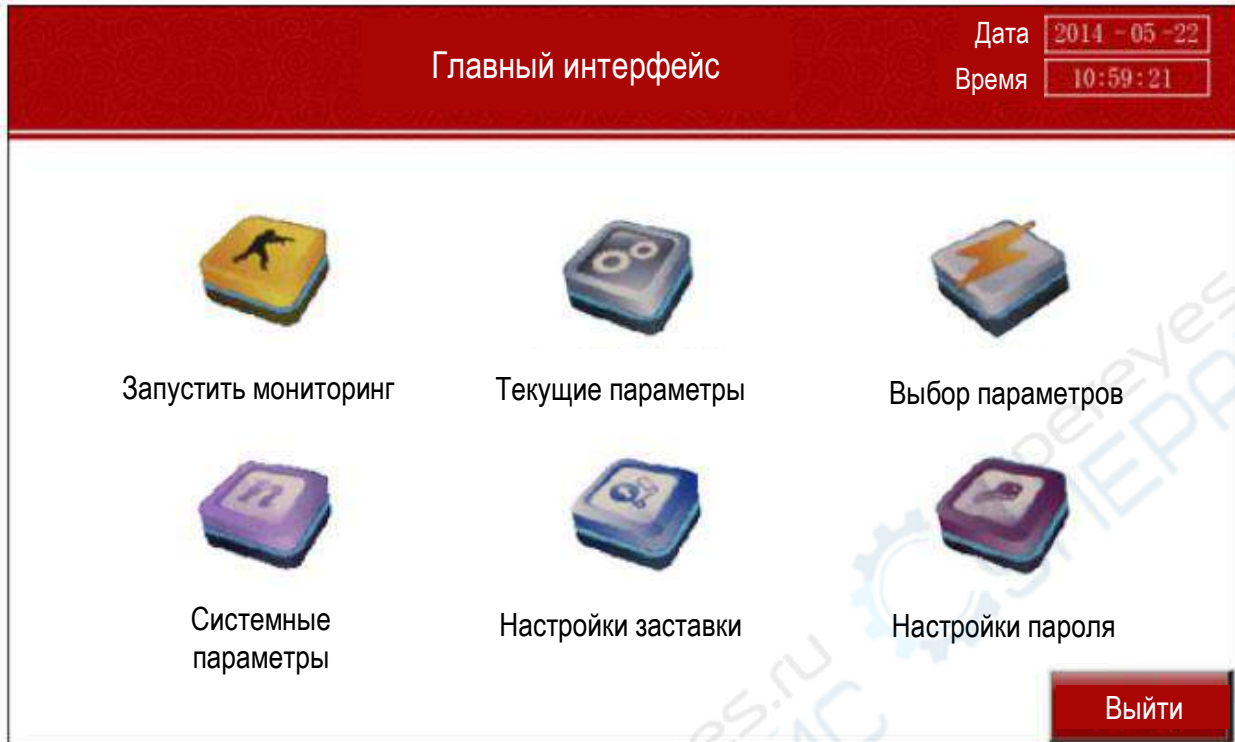 Главный интерфейс
Дата 2014 - 05 -22
Время 10:59:21
Запустить мониторинг
Текущие параметры
Выбор параметров
Системные
параметры
Настройки заставки
Настройки пароля
Выйти